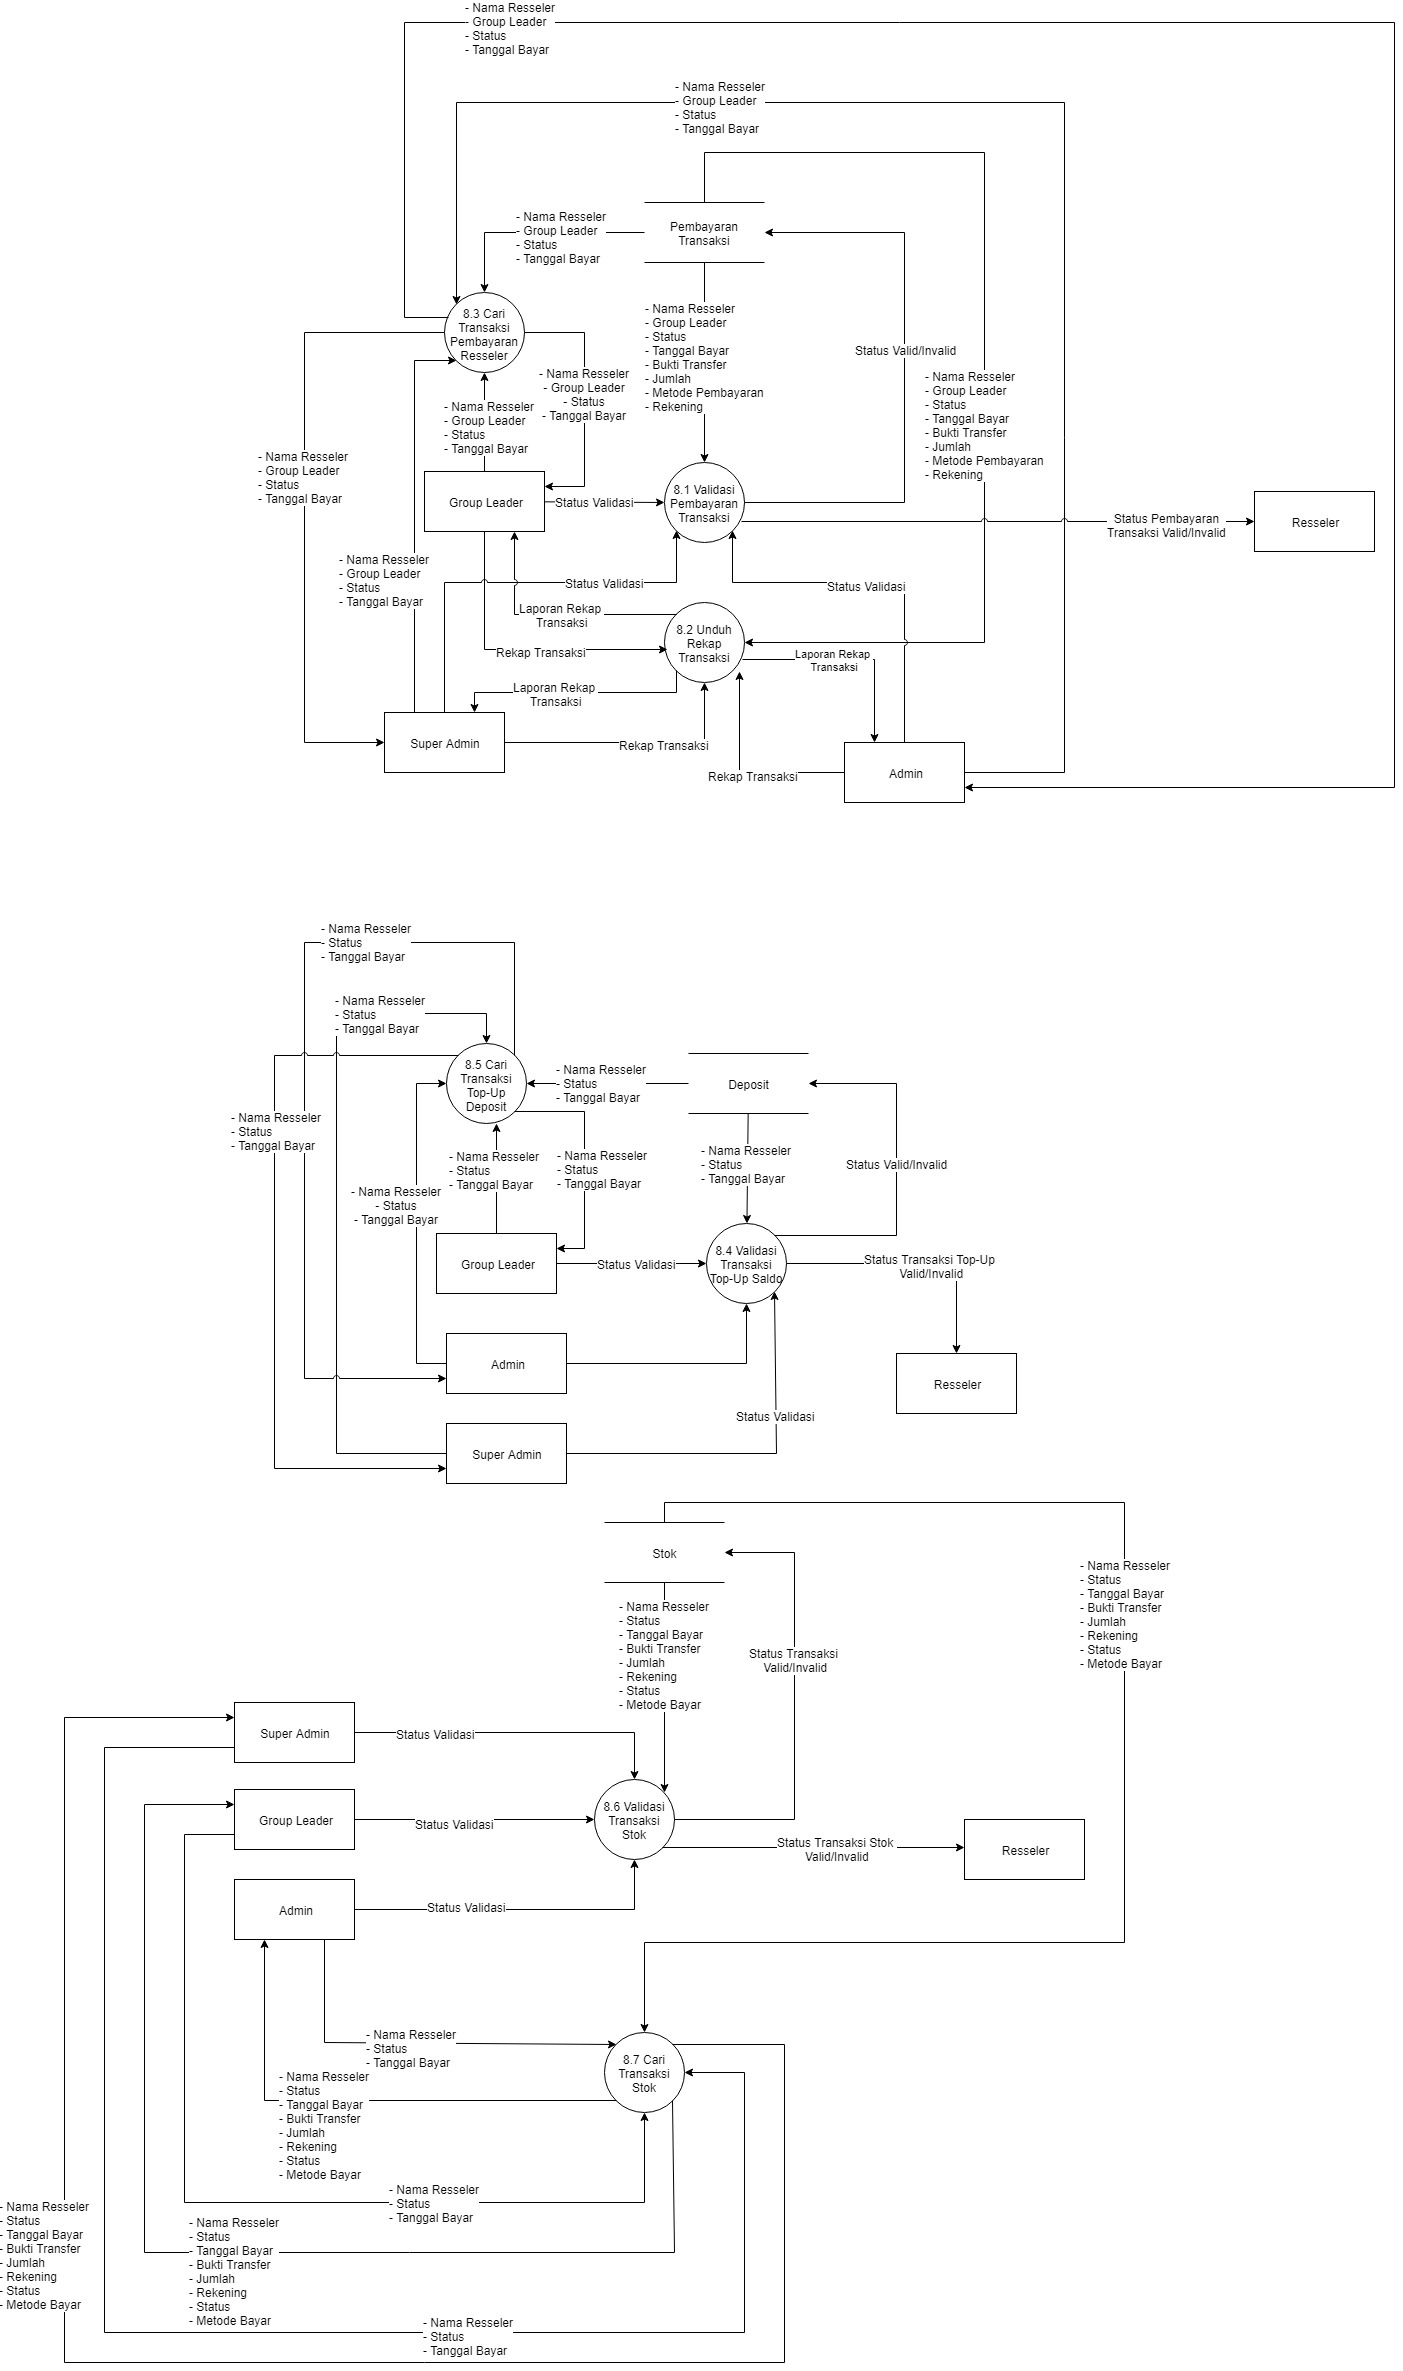 - Nama Resseler
- Group Leader
- Status
- Tanggal Bayar
- Nama Resseler
- Group Leader
- Status
- Tanggal Bayar
- Nama Resseler
- Group Leader
- Status
- Tanggal Bayar
Pembayaran
Transaksi
8.3 Cari
Transaksi
Pembayaran
Resseler
- Nama Resseler
- Group Leader
- Status
- Tanggal Bayar
- Bukti Transfer
- Jumlah
- Metode Pembayaran
- Rekening
Status Valid/Invalid
- Nama Resseler
- Group Leader
- Status
- Tanggal Bayar
- Bukti Transfer
- Jumlah
- Metode Pembayaran
- Rekening
- Nama Resseler
- Group Leader
- Status
- Tanggal Bayar
- Nama Resseler
- Group Leader
- Status
- Tanggal Bayar
- Nama Resseler
- Group Leader
- Status
- Tanggal Bayar
Group Leader
Status Validasi
8.1 Validasi
Pembayaran
Transaksi
Status Pembayaran
Transaksi Valid/Invalid
Resseler
- Nama Resseler
- Group Leader
- Status
- Tanggal Bayar
Status Validasi
Status Validasi
Laporan Rekap
Transaksi
8.2 Unduh
Rekap
Transaksi
Rekap Transaksi
Laporan Rekap
Transaksi
Laporan Rekap
Transaksi
Super Admin
Rekap Transaksi
Rekap Transaksi
Admin
- Nama Resseler
- Status
- Tanggal Bayar
- Nama Resseler
- Status
- Tanggal Bayar
8.5 Cari
Transaksi
Top-Up
Deposit
- Nama Resseler
- Status
- Tanggal Bayar
Deposit
- Nama Resseler
- Status
- Tanggal Bayar
- Nama Resseler
- Status
- Tanggal Bayar
- Nama Resseler
- Status
- Tanggal Bayar
- Nama Resseler
- Status
- Tanggal Bayar
Status Valid/Invalid
- Nama Resseler
- Status
- Tanggal Bayar
Group Leader
Status Validasi
8.4 Validasi
Transaksi
Top-Up Saldo
Status Transaksi Top-Up
Valid/Invalid
Admin
Resseler
Status Validasi
Super Admin
Stok
- Nama Resseler
- Status
- Tanggal Bayar
- Bukti Transfer
- Jumlah
- Rekening
- Status
- Metode Bayar
- Nama Resseler
- Status
- Tanggal Bayar
- Bukti Transfer
- Jumlah
- Rekening
- Status
- Metode Bayar
Status Transaksi
Valid/Invalid
Super Admin
Status Validasi
Group Leader
Status Validasi
8.6 Validasi
Transaksi
Stok
Status Transaksi Stok
Valid/Invalid
Resseler
Admin
Status Validasi
- Nama Resseler
- Status
- Tanggal Bayar
8.7 Cari
Transaksi
Stok
- Nama Resseler
- Status
- Tanggal Bayar
- Bukti Transfer
- Jumlah
- Rekening
- Status
- Metode Bayar
- Nama Resseler
- Status
- Tanggal Bayar
- Nama Resseler
- Status
- Tanggal Bayar
- Bukti Transfer
- Jumlah
- Rekening
- Status
- Metode Bayar
- Nama Resseler
- Status
- Tanggal Bayar
- Bukti Transfer
- Jumlah
- Rekening
- Status
- Metode Bayar
- Nama Resseler
- Status
- Tanggal Bayar